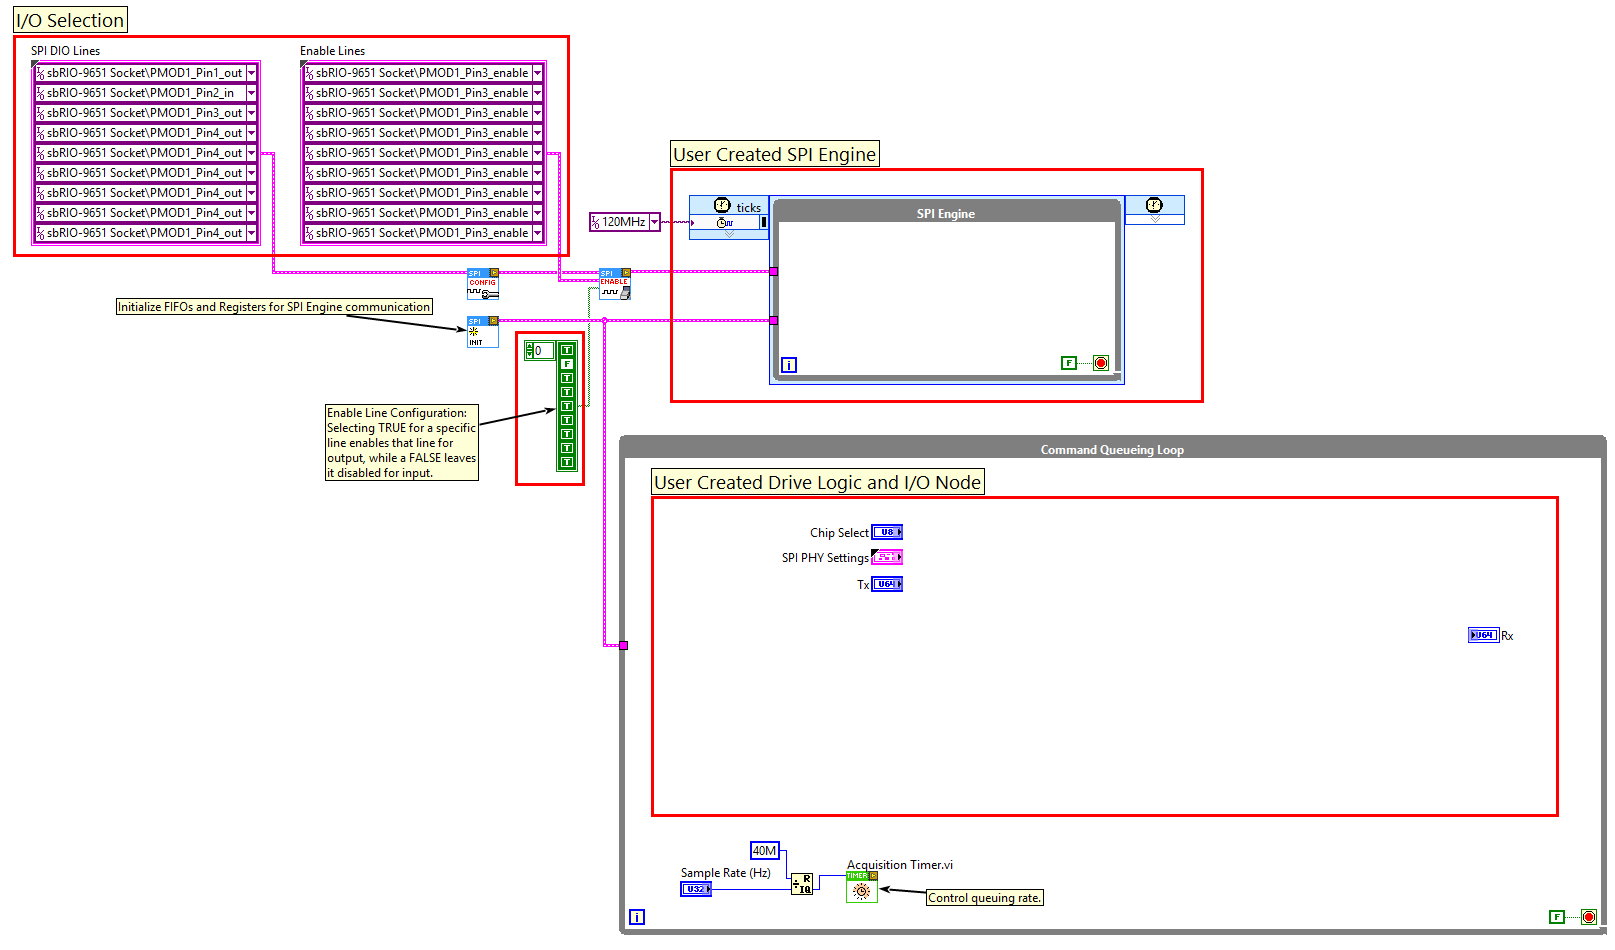 I/O Selection
SPI DIO Lines
sbRIO-9651 Socket\PMOD1_Pin1_out
sbRIO-9651 Socket\PMOD1_Pin2_in
sbRIO-9651 Socket\PMOD1_Pin3_out
sbRIO-9651 Socket\PMOD1_Pin4_out
sbRIO-9651 Socket\PMOD1_Pin4_out
sbRIO-9651 Socket\PMOD1_Pin4_out
sbRIO-9651 Socket\PMOD1_Pin4_out
sbRIO-9651 Socket\PMOD1_Pin4_out
sbRIO-9651 Socket\PMOD1_Pin4_out
Enable Lines
sbRIO-9651 Socket\PMOD1_Pin3_enable
sbRIO-9651 Socket\PMOD1_Pin3_enable
sbRIO-9651 Socket\PMOD1_Pin3_enable
sbRIO-9651 Socket\PMOD1_Pin3_enable
sbRIO-9651 Socket\PMOD1_Pin3_enable
sbRIO-9651 Socket\PMOD1_Pin3_enable
sbRIO-9651 Socket\PMOD1_Pin3_enable
sbRIO-9651 Socket\PMOD1_Pin3_enable
sbRIO-9651 Socket\PMOD1_Pin3_enable
User Created SPI Engine
ticks
120MHz
SPI Engine
i
F
SPI
CONFIG
SPI
ENABLE
Initialize FIFOs and Registers for SPI Engine communication
SPI
INIT
0
T
F
T
T
T
T
T
T
T
Enable Line Configuration:
Selecting TRUE for a specific
line enables that line for
output, while a FALSE leaves
it disabled for input.
Command Queueing Loop
User Created Drive Logic and I/O Node
Chip Select
U8
SPI PHY Settings
Tx
U64
U64
Rx
40M
Sample Rate (Hz)
U32
R
IQ
Acquisition Timer.vi
TIMER
Control queuing rate.
i
F